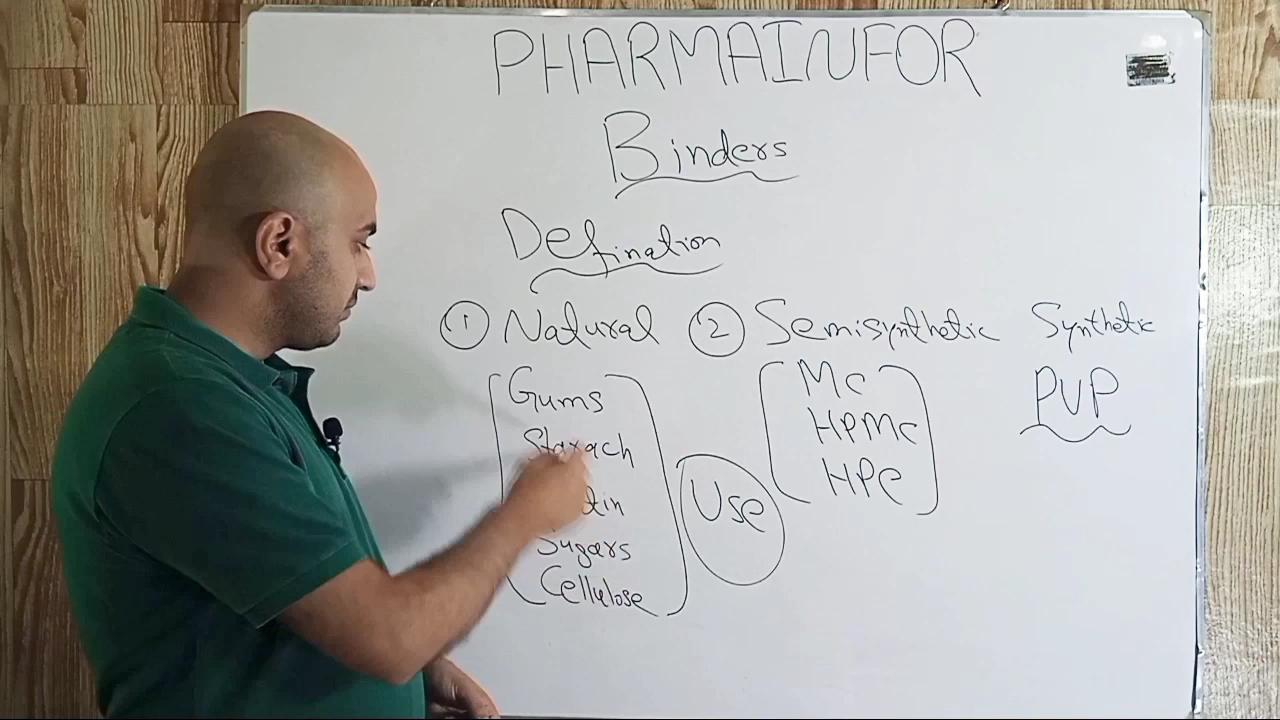 PHARMAINFOR
Binders
Defination
① Natural ② Semisynthetic Synthetic
Gums
Starach
Sugars
Cellulose
Use
MC
HPMC
HPC
PVP